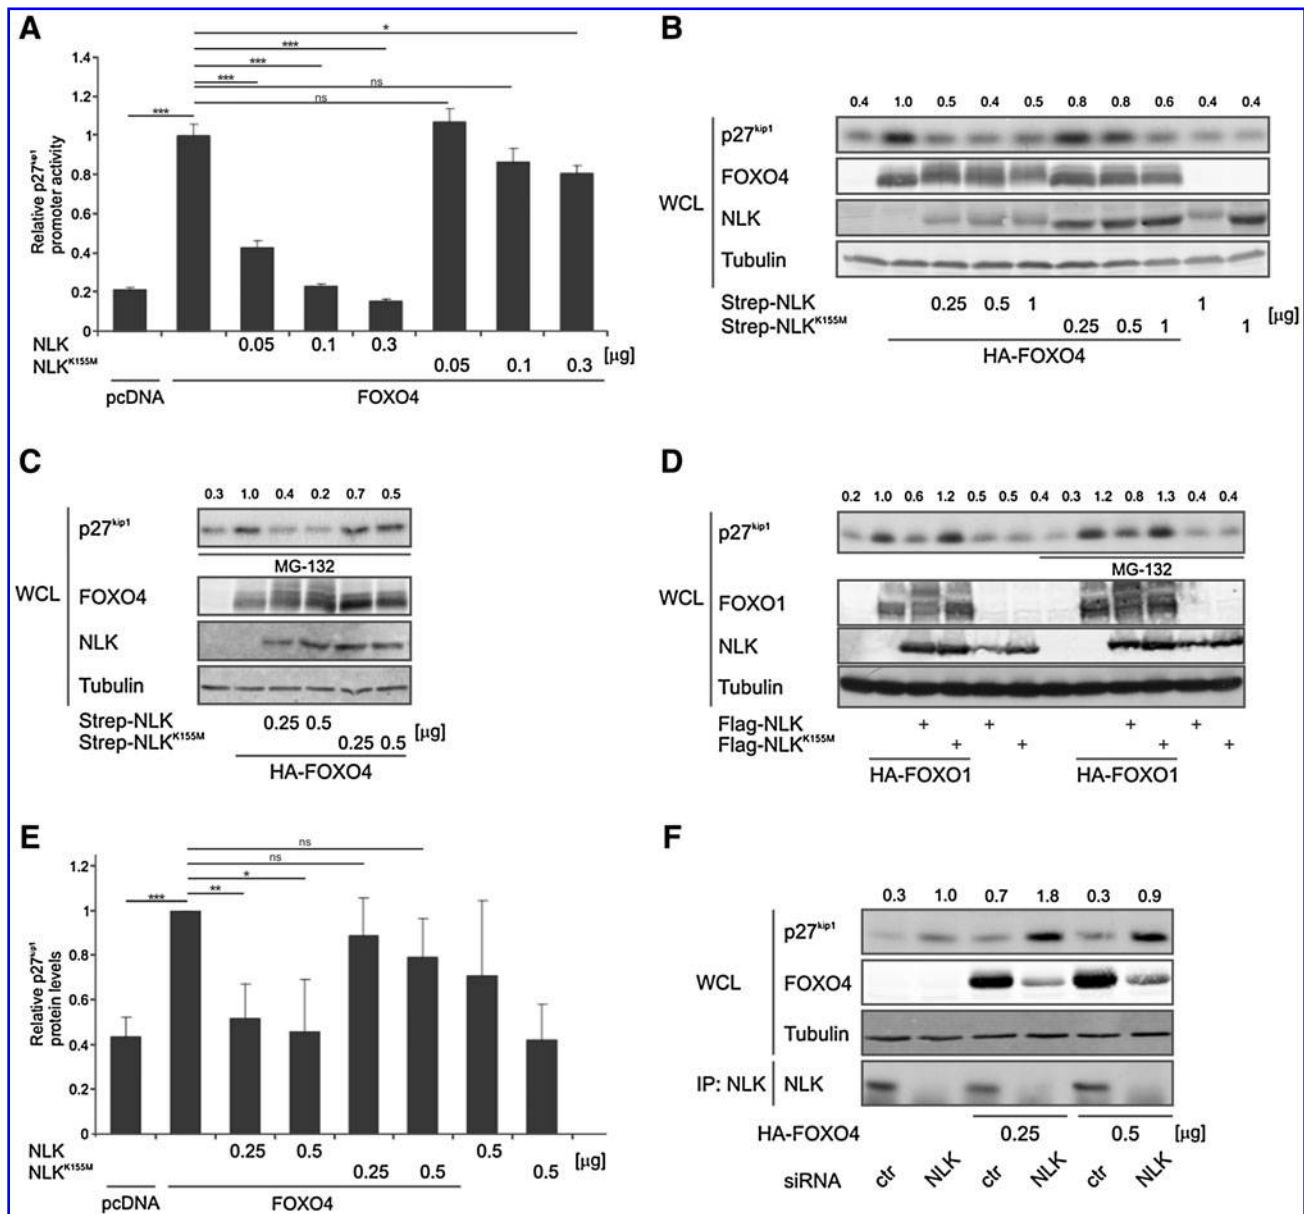 A
*
***
***
***
ns
ns
***
1.4
1.2
1
0.8
0.6
0.4
0.2
0
Relative p27kip1
promoter activity
NLK 0.05 0.1 0.3
NLKK155M 0.05 0.1 0.3 [μg]
pcDNA FOXO4
B
0.4 1.0 0.5 0.4 0.5 0.8 0.8 0.6 0.4 0.4
p27kip1
FOXO4
WCL
NLK
Tubulin
Strep-NLK 0.25 0.5 1 1
Strep-NLKK155M 0.25 0.5 1 1 [μg]
HA-FOXO4
C
0.3 1.0 0.4 0.2 0.7 0.5
p27kip1
MG-132
WCL FOXO4
NLK
Tubulin
Strep-NLK 0.25 0.5
Strep-NLKK155M 0.25 0.5 [μg]
HA-FOXO4
D
0.2 1.0 0.6 1.2 0.5 0.5 0.4 0.3 1.2 0.8 1.3 0.4 0.4
p27kip1
MG-132
WCL FOXO1
NLK
Tubulin
Flag-NLK + + + +
Flag-NLKK155M + + + +
HA-FOXO1 HA-FOXO1
E
ns
ns
*
**
***
1.2
1
0.8
0.6
0.4
0.2
0
Relative p27kip1
protein levels
NLK 0.25 0.5 0.5
NLKK155M 0.25 0.5 0.5 [μg]
pcDNA FOXO4
F
0.3 1.0 0.7 1.8 0.3 0.9
p27kip1
WCL FOXO4
Tubulin
IP: NLK NLK
HA-FOXO4 0.25 0.5 [μg]
siRNA ctr NLK ctr NLK ctr NLK